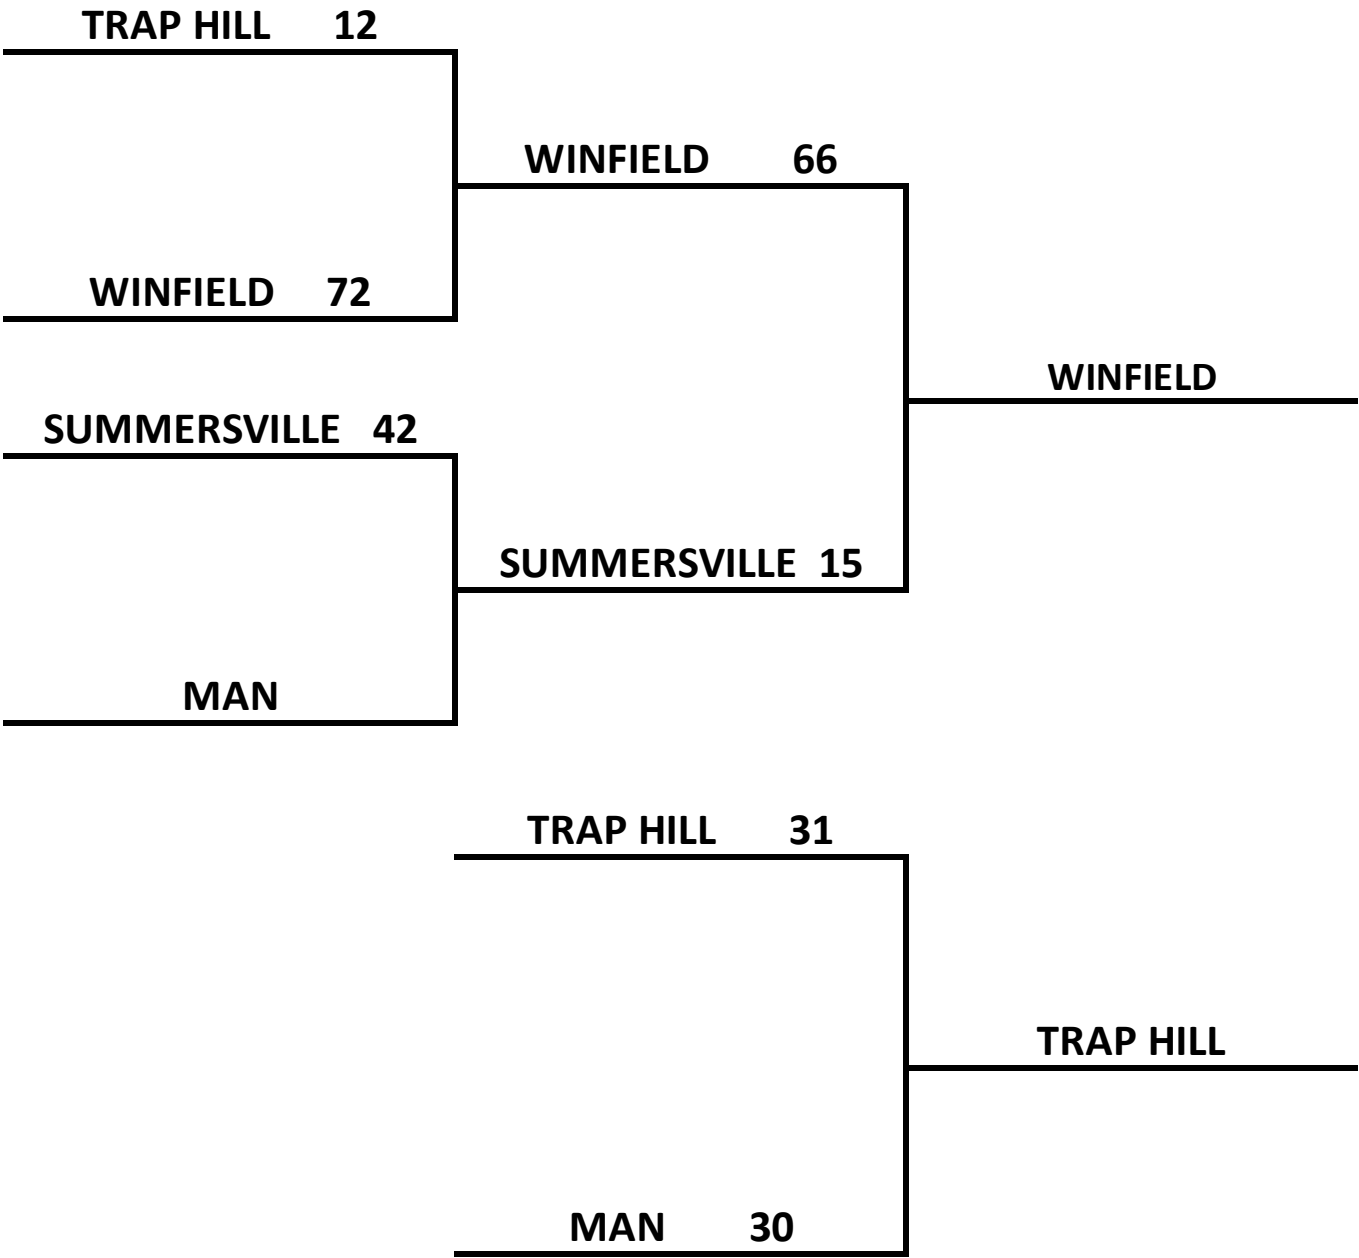 TRAP HILL 12
WINFIELD 66
WINFIELD 72
WINFIELD
SUMMERSVILLE 42
SUMMERSVILLE 15
MAN
TRAP HILL 31
TRAP HILL
MAN 30